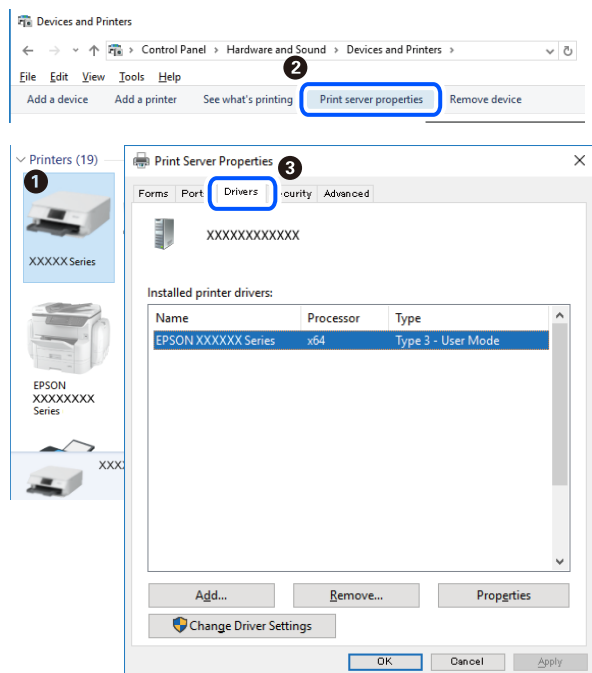 Devices and Printers
Control Panel > Hardware and Sound > Devices and Printers >
2
File Edit View Tools Help
Add a device Add a printer See what's printing Print server properties Remove device
Printers (19)
1
XXXXX Series
EPSON
XXXXXXXX
Series
XXX
Print Server Properties
3
Forms Port Drivers curity Advanced
XXXXXXXXXXXX
Installed printer drivers:
Name Processor Type
EPSON XXXXXX Series x64 Type 3 - User Mode
Add... Remove... Properties
Change Driver Settings
OK Cancel Apply